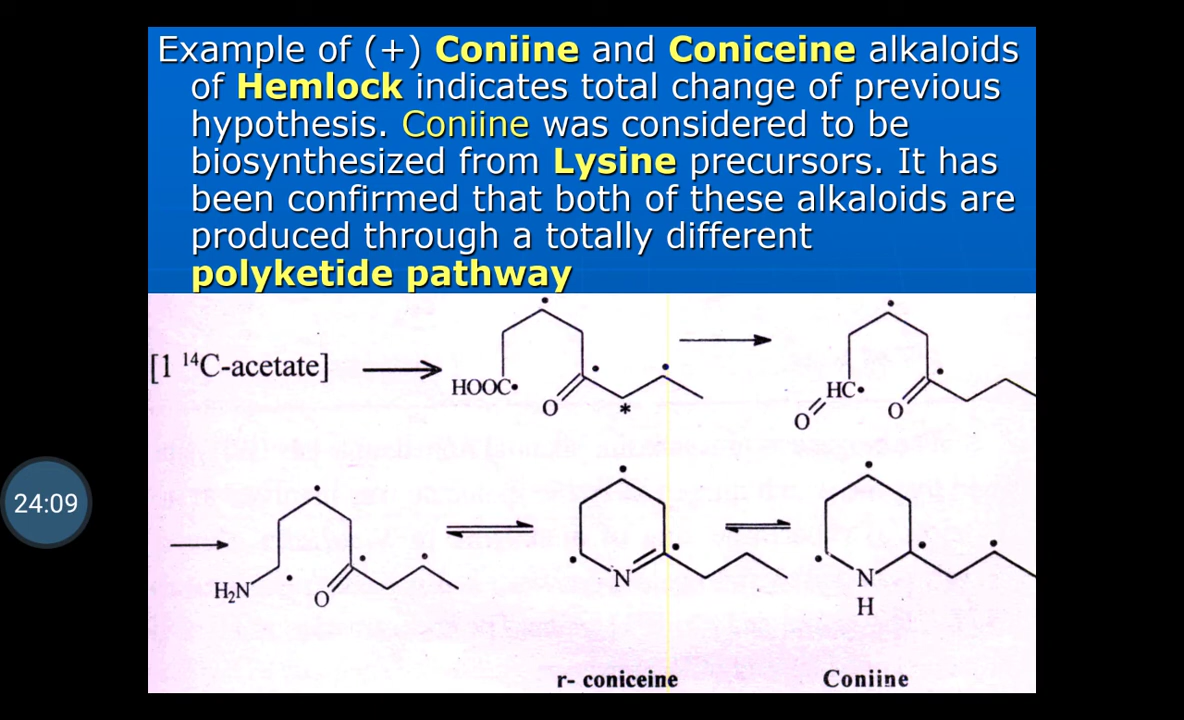 Example of (+) Coniine and Coniceine alkaloids
of Hemlock indicates total change of previous
hypothesis. Coniine was considered to be
biosynthesized from Lysine precursors. It has
been confirmed that both of these alkaloids are
produced through a totally different
polyketide pathway
[1 ¹⁴C-acetate]
HOOC•
O
*
HC•
O
O
24:09
H₂N
O
N
N
H
r- coniceine
Coniine